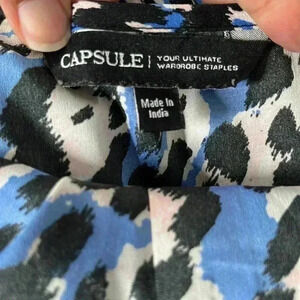 CAPSULE | YOUR ULTIMATE
WARDROBE STAPLES
Made in
India